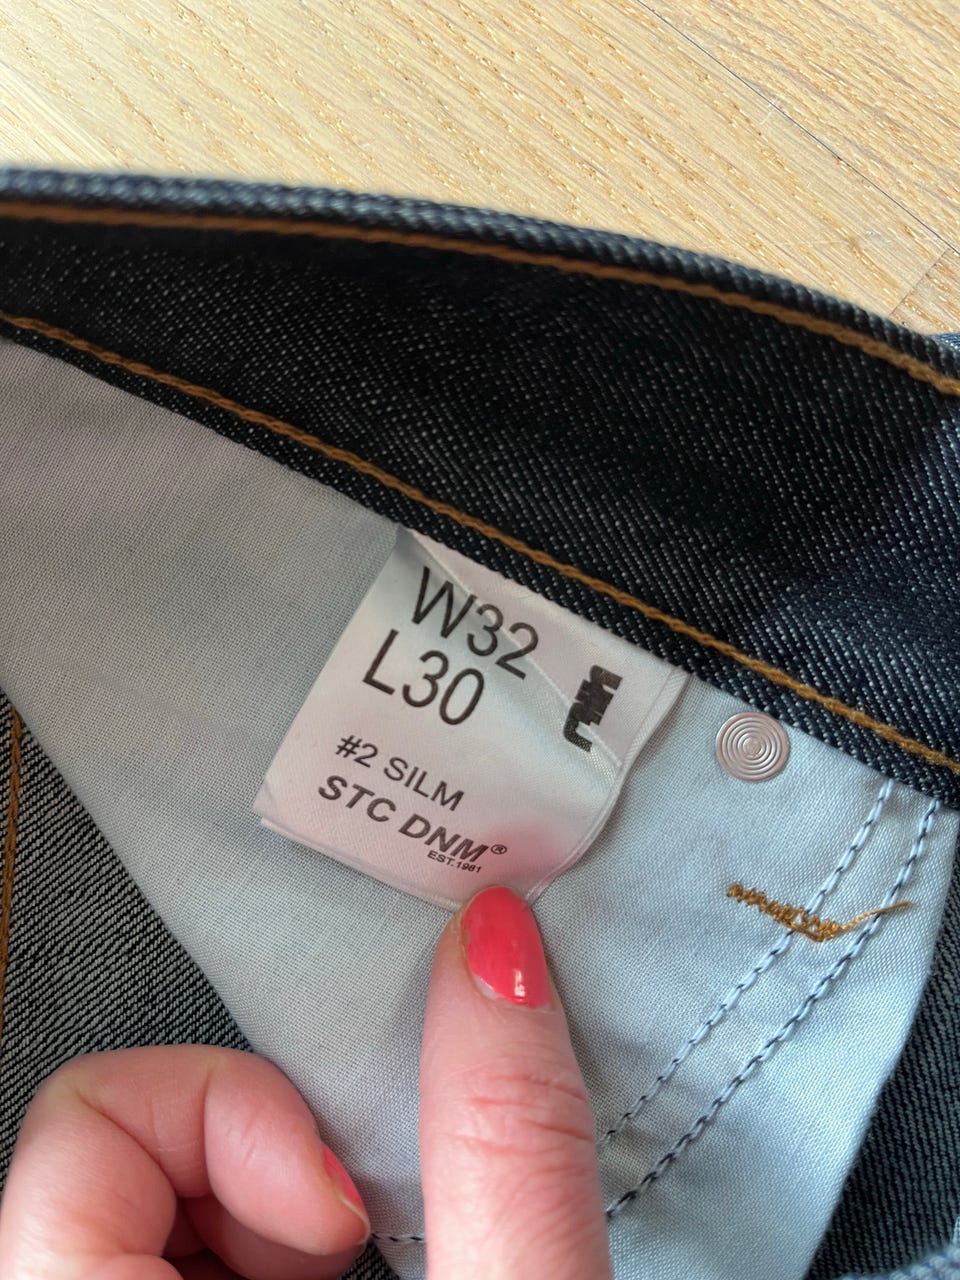 W32
L30
#2 SILM
STC DNM®
EST.1981